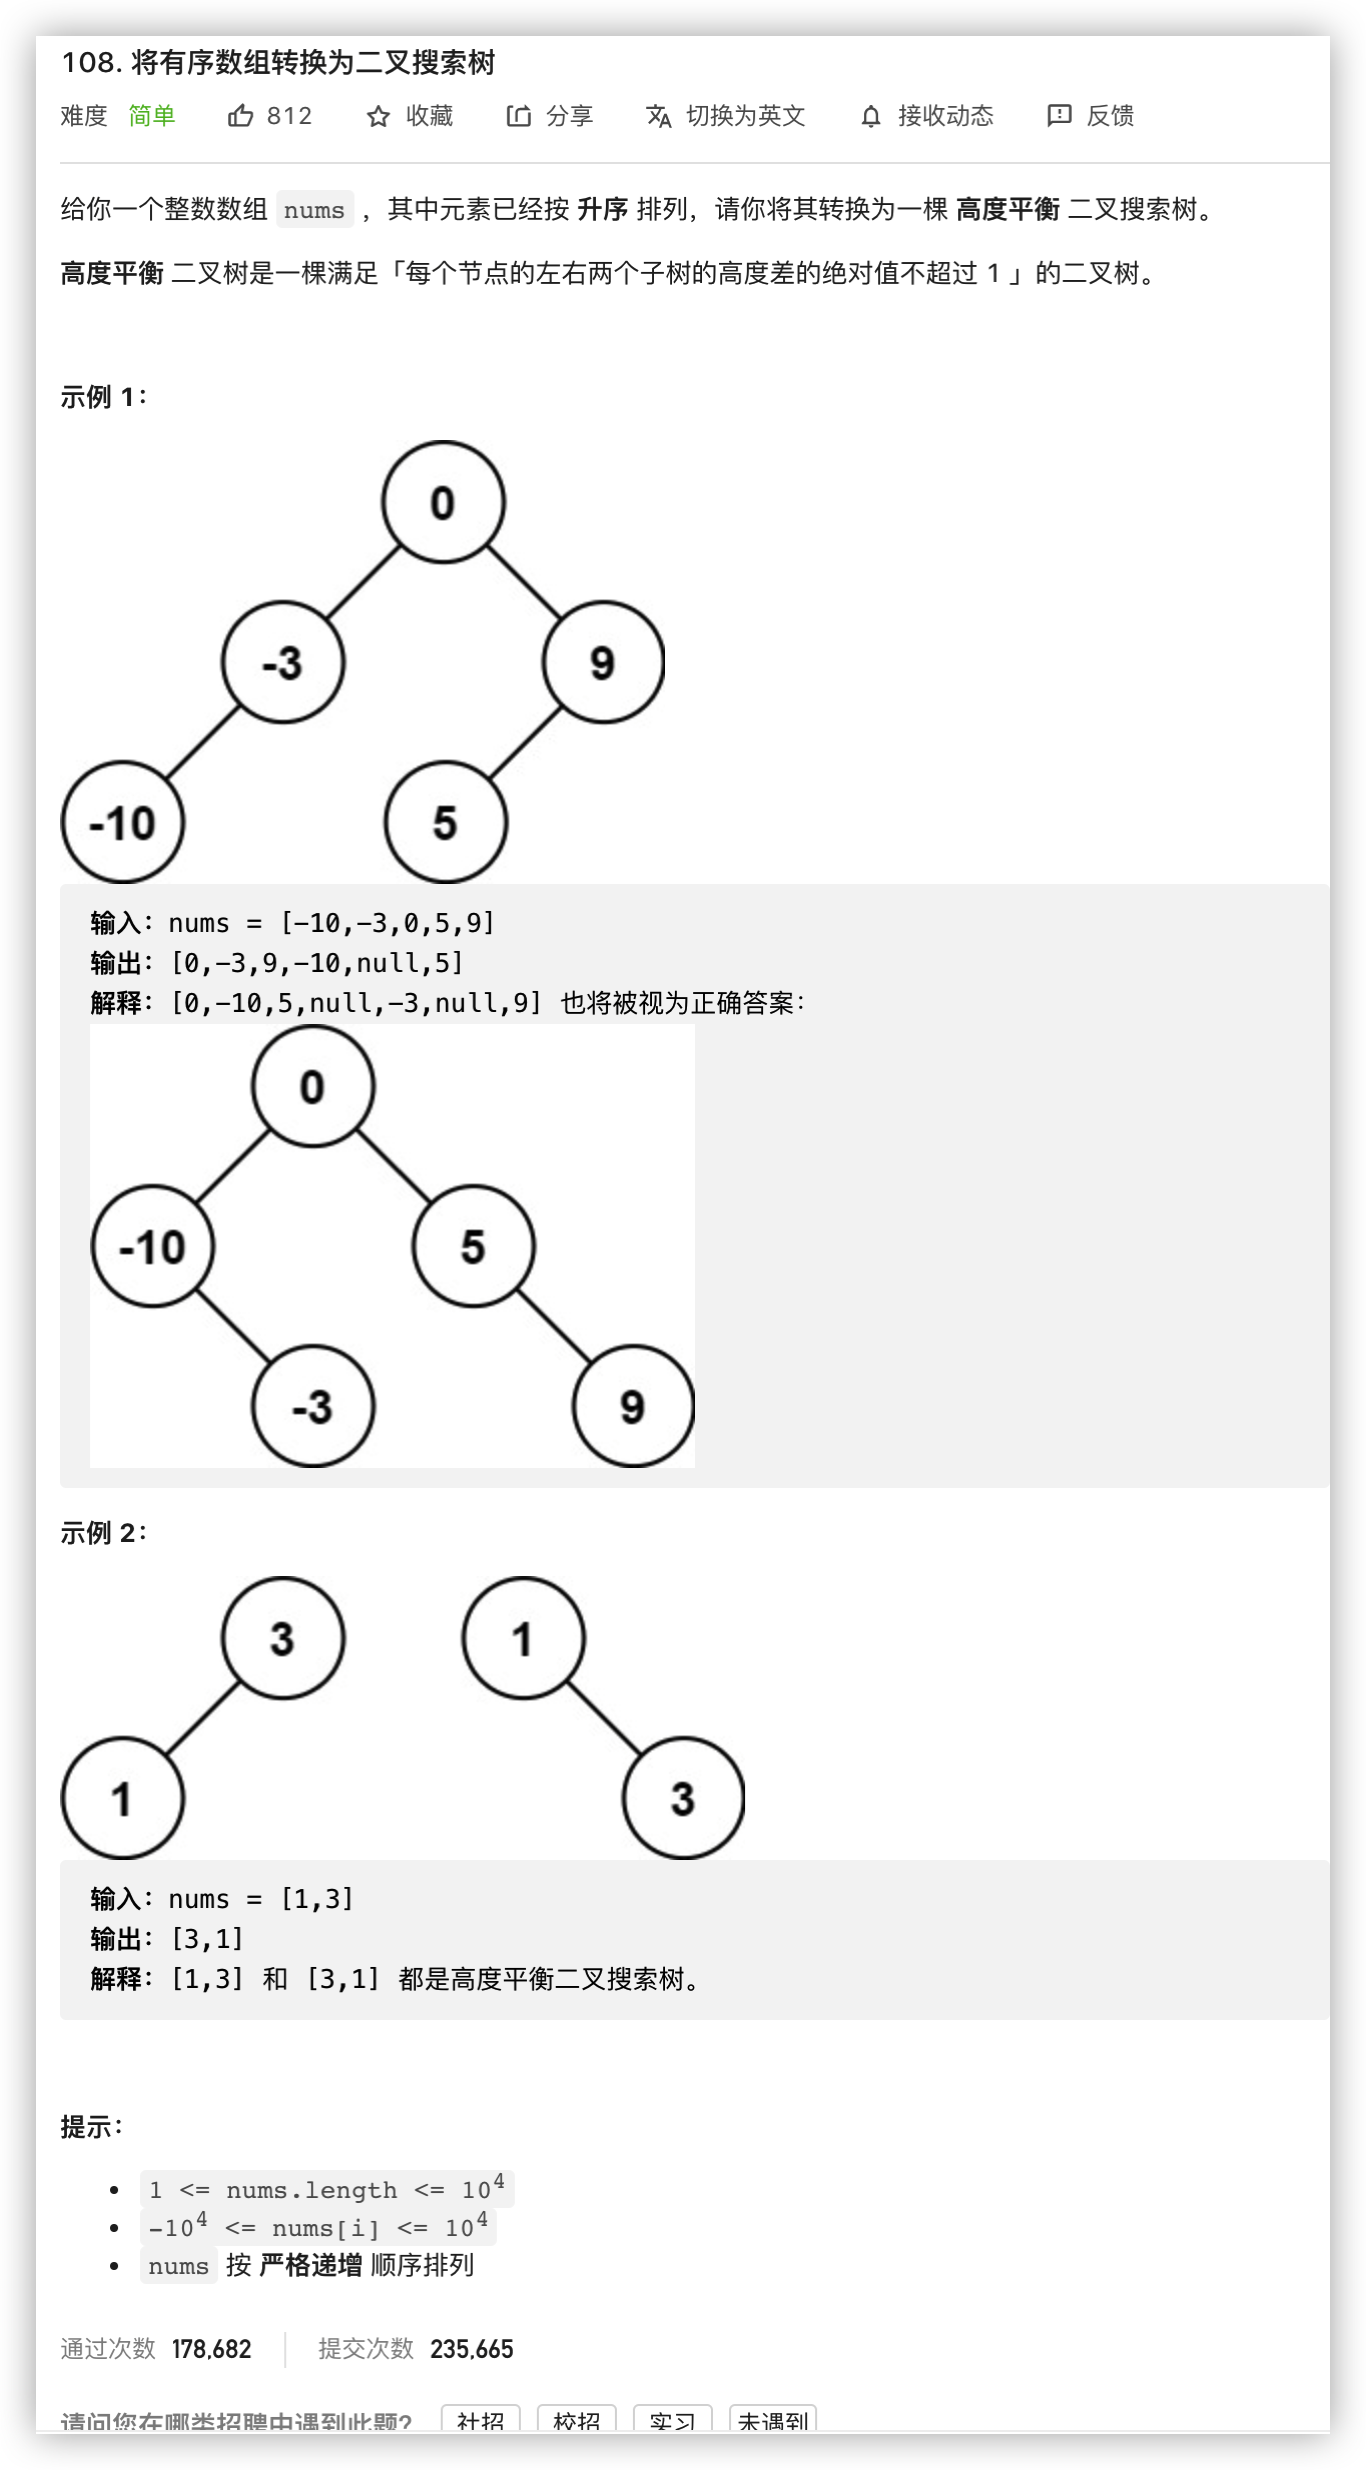 108. 将有序数组转换为二叉搜索树
难度 简单 812 收藏 分享 切换为英文 接收动态 反馈
给你一个整数数组 nums ，其中元素已经按 升序 排列，请你将其转换为一棵 高度平衡 二叉搜索树。
高度平衡 二叉树是一棵满足「每个节点的左右两个子树的高度差的绝对值不超过 1 」的二叉树。
示例 1：
0
-3 9
-10 5
输入：nums = [-10,-3,0,5,9]
输出：[0,-3,9,-10,null,5]
解释：[0,-10,5,null,-3,null,9] 也将被视为正确答案：
0
-10 5
-3 9
示例 2：
3 1
1 3
输入：nums = [1,3]
输出：[3,1]
解释：[1,3] 和 [3,1] 都是高度平衡二叉搜索树。
提示：
1 <= nums.length <= 10⁴
-10⁴ <= nums[i] <= 10⁴
nums 按 严格递增 顺序排列
通过次数 178,682 提交次数 235,665
请问您在哪类招聘中遇到此题? 社招 校招 实习 未遇到